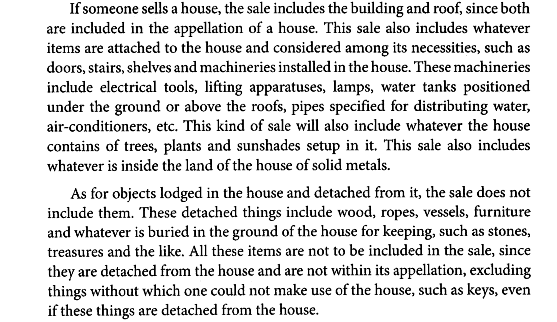 If someone sells a house, the sale includes the building and roof, since both
are included in the appellation of a house. This sale also includes whatever
items are attached to the house and considered among its necessities, such as
doors, stairs, shelves and machineries installed in the house. These machineries
include electrical tools, lifting apparatuses, lamps, water tanks positioned
under the ground or above the roofs, pipes specified for distributing water,
air-conditioners, etc. This kind of sale will also include whatever the house
contains of trees, plants and sunshades setup in it. This sale also includes
whatever is inside the land of the house of solid metals.
As for objects lodged in the house and detached from it, the sale does not
include them. These detached things include wood, ropes, vessels, furniture
and whatever is buried in the ground of the house for keeping, such as stones,
treasures and the like. All these items are not to be included in the sale, since
they are detached from the house and are not within its appellation, excluding
things without which one could not make use of the house, such as keys, even
if these things are detached from the house.